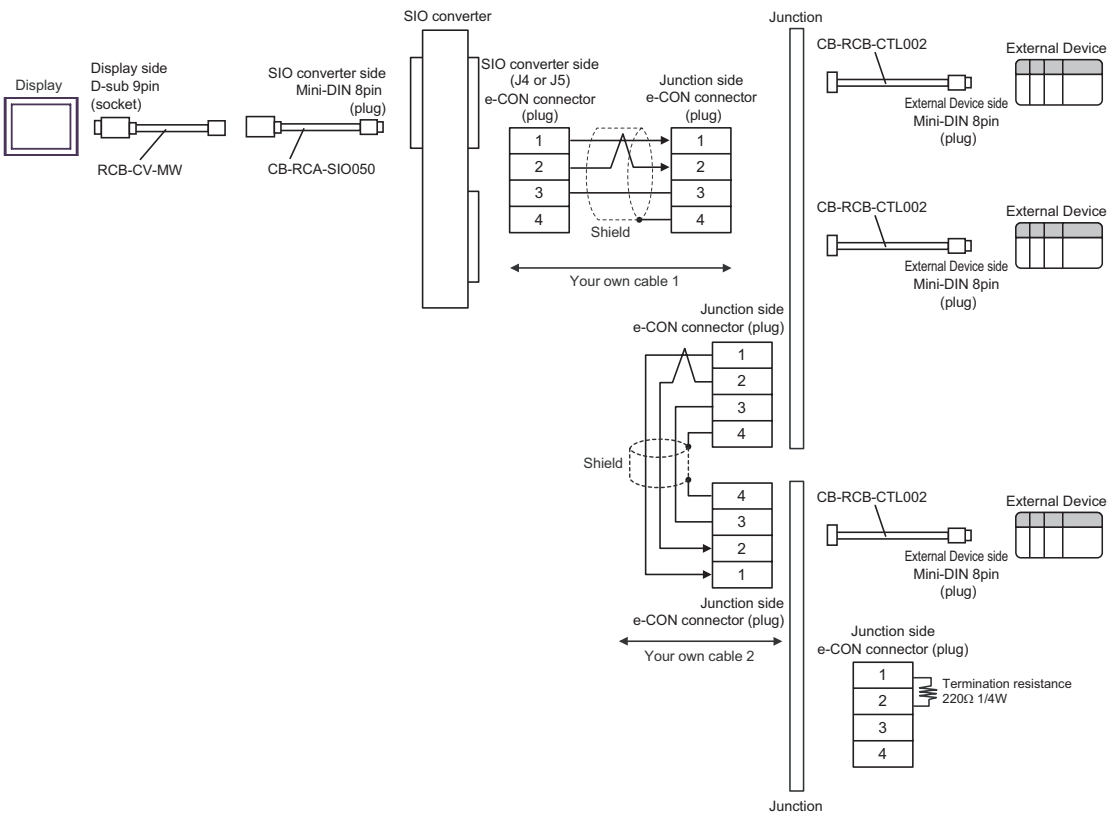 SIO converter
Junction
Display
Display side
D-sub 9pin
(socket)
RCB-CV-MW
SIO converter side
Mini-DIN 8pin
(plug)
CB-RCA-SIO050
SIO converter side
(J4 or J5)
e-CON connector
(plug)
1
2
3
4
Shield
Junction side
e-CON connector
(plug)
1
2
3
4
Your own cable 1
CB-RCB-CTL002
External Device side
Mini-DIN 8pin
(plug)
External Device
CB-RCB-CTL002
External Device side
Mini-DIN 8pin
(plug)
External Device
Junction side
e-CON connector (plug)
1
2
3
4
Shield
4
3
2
1
Junction side
e-CON connector (plug)
Your own cable 2
CB-RCB-CTL002
External Device side
Mini-DIN 8pin
(plug)
External Device
Junction side
e-CON connector (plug)
1
2
3
4
Termination resistance
220Ω 1/4W
Junction